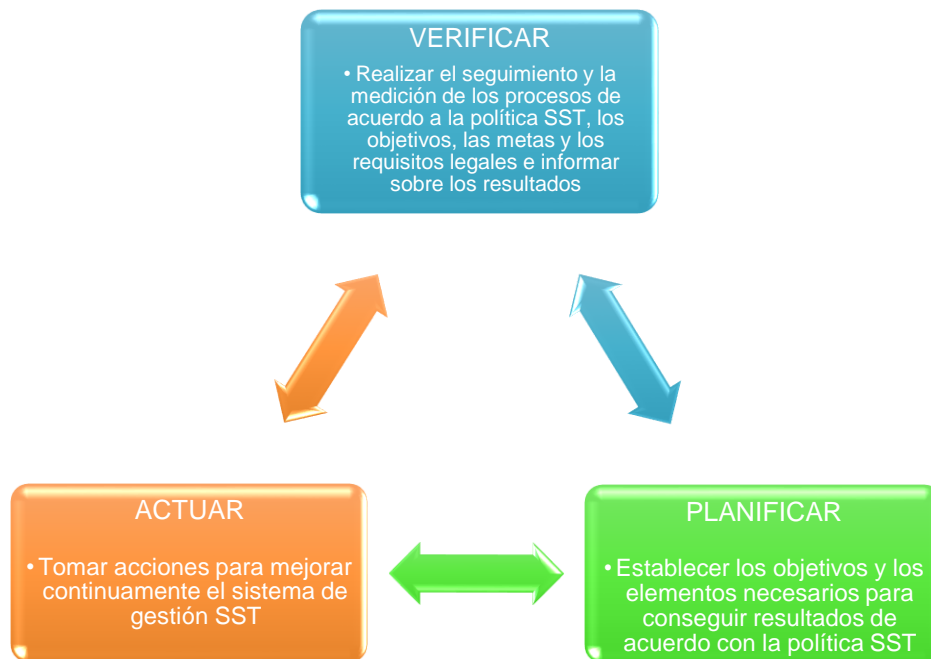 VERIFICAR
• Realizar el seguimiento y la
medición de los procesos de
acuerdo a la política SST, los
objetivos, las metas y los
requisitos legales e informar
sobre los resultados
ACTUAR
• Tomar acciones para mejorar
continuamente el sistema de
gestión SST
PLANIFICAR
• Establecer los objetivos y los
elementos necesarios para
conseguir resultados de
acuerdo con la política SST